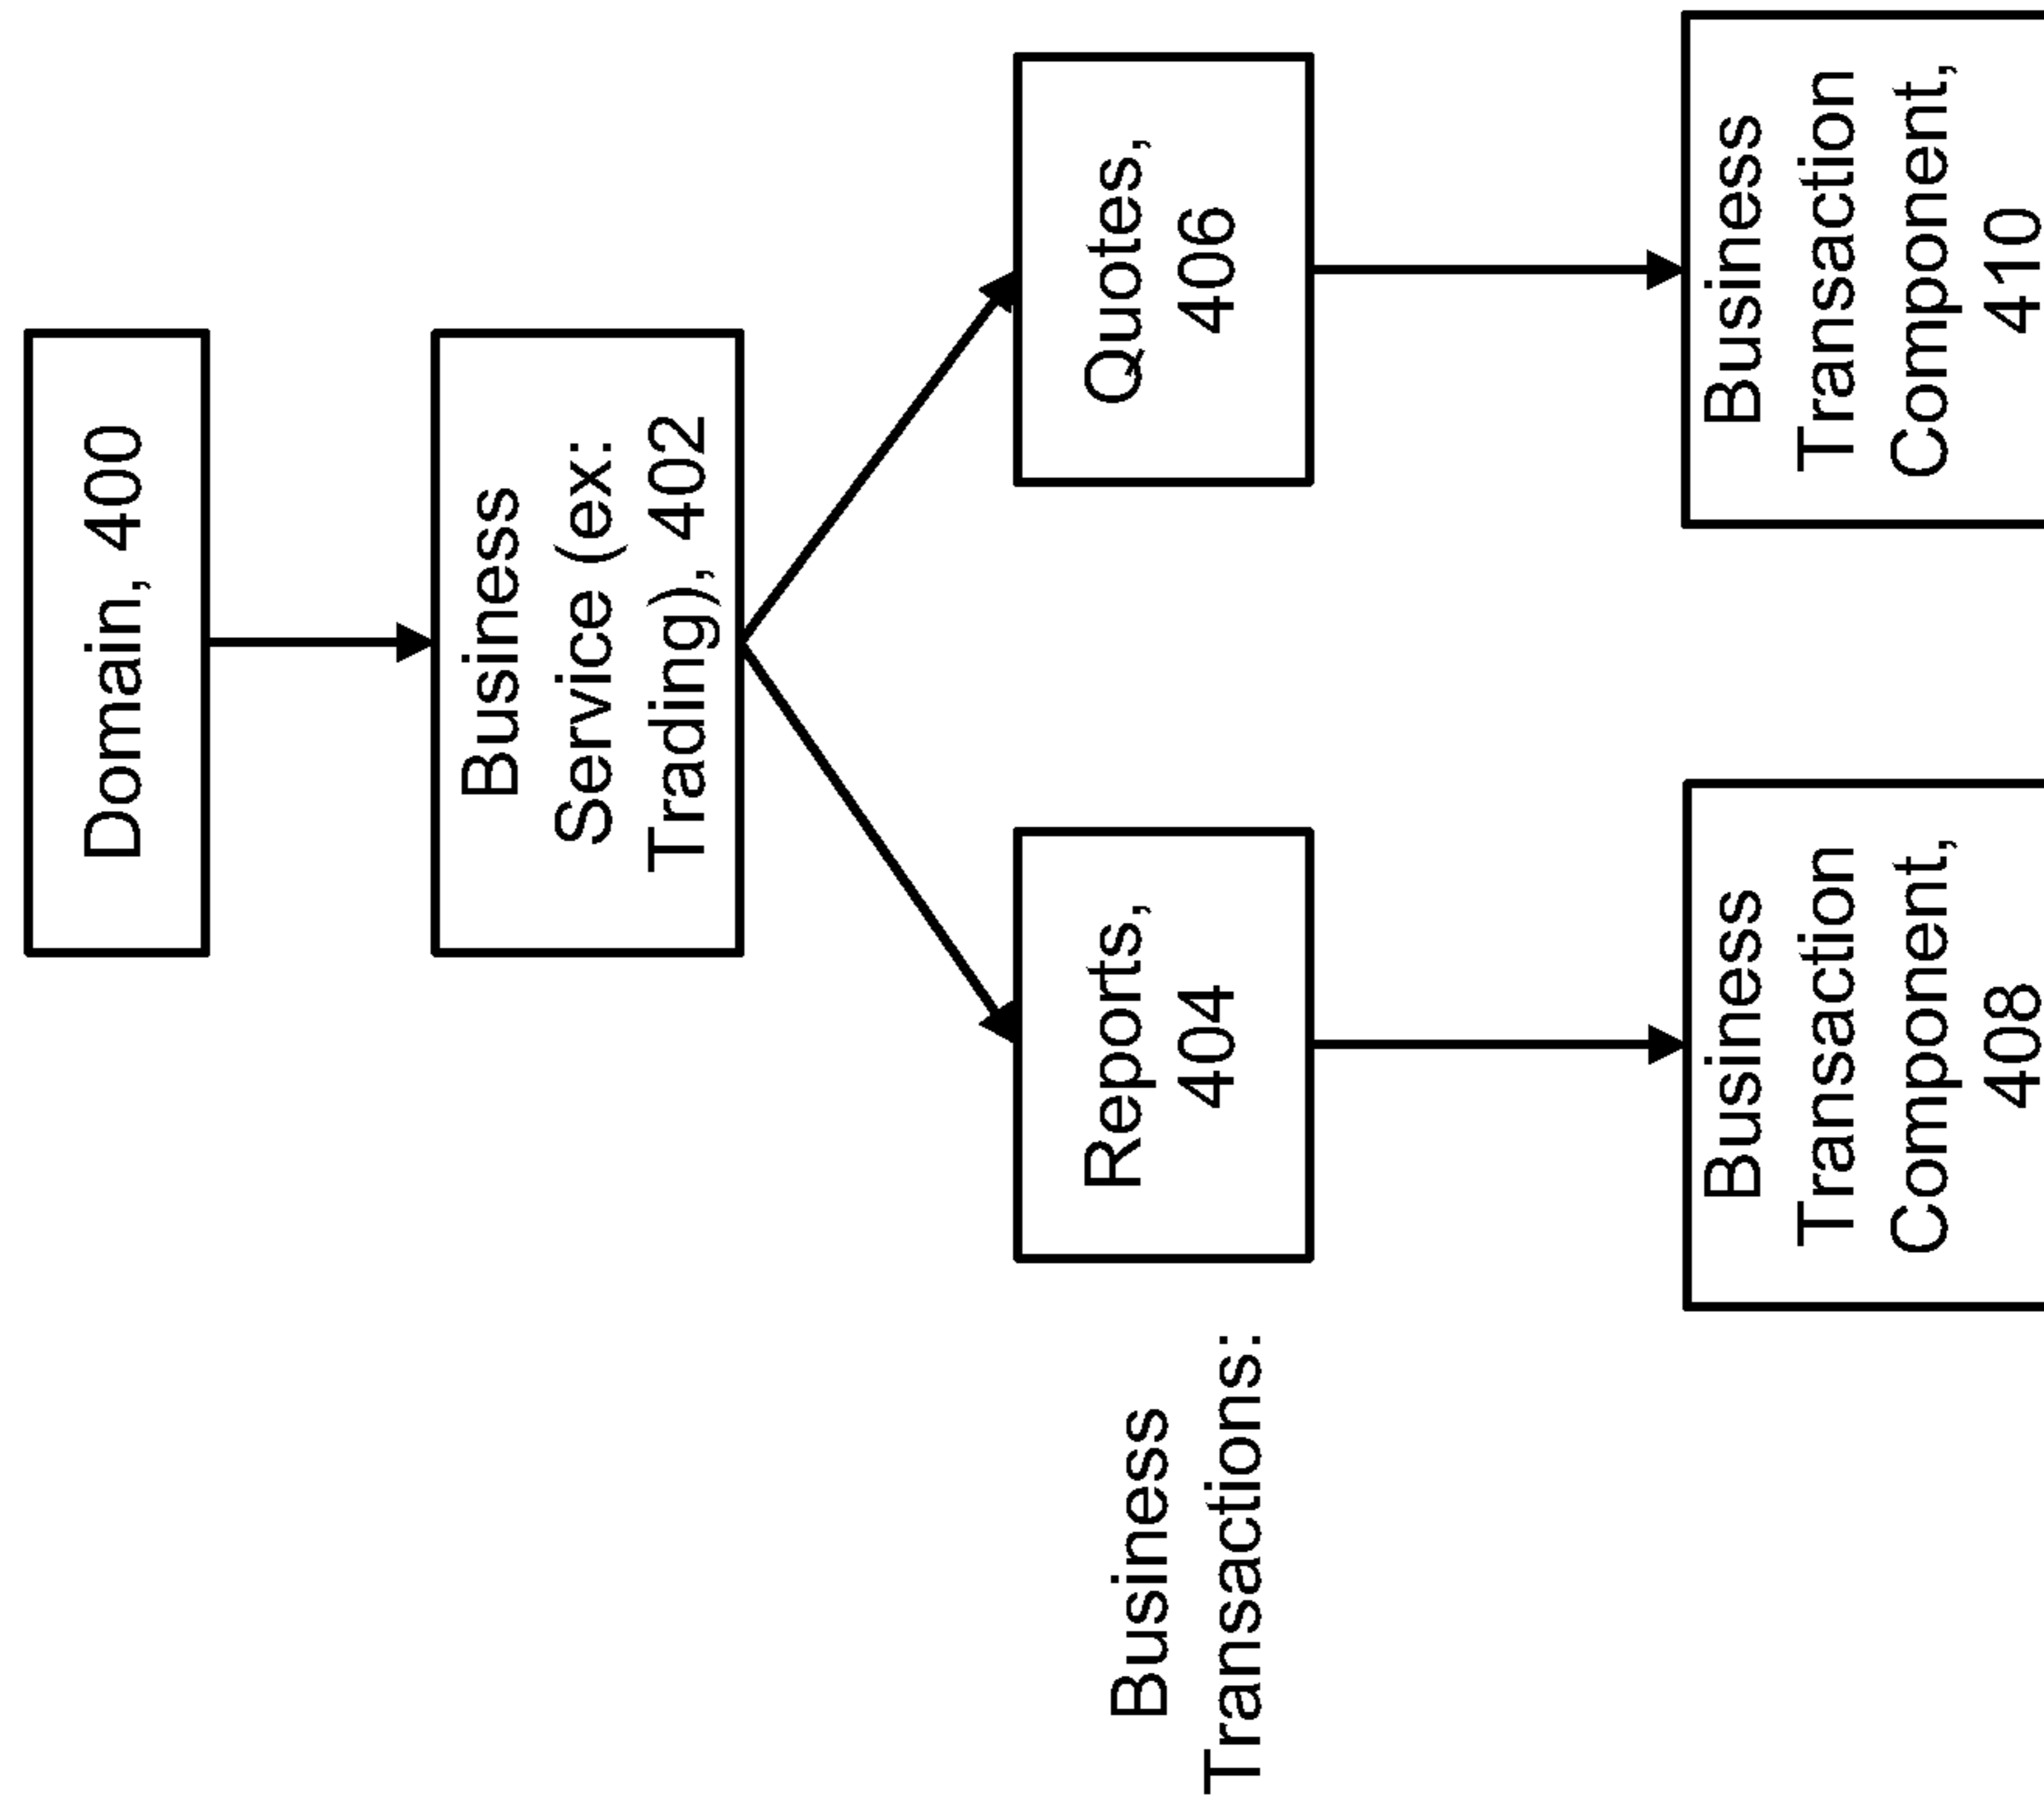 Domain, 400
Business
Service (ex:
Trading), 402
Business
Transactions:
Reports,
404
Quotes,
406
Business
Transaction
Component,
408
Business
Transaction
Component,
410